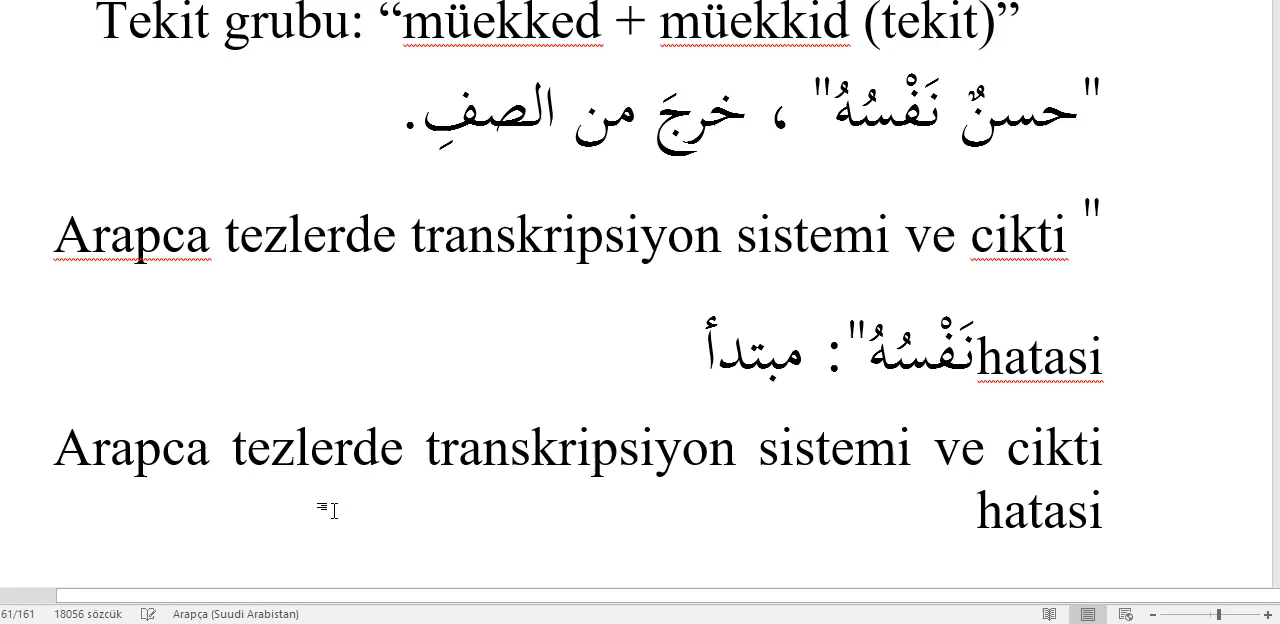 Tekit grubu: “müekked + müekkid (tekit)”
"حسنٌ نَفْسُهُ" ، خرجَ من الصفِ.
" Arapca tezlerde transkripsiyon sistemi ve cikti
hatasiنَفْسُهُ": مبتدأ
Arapca tezlerde transkripsiyon sistemi ve cikti
hatasi
61/161 18056 sözcük Arapça (Suudi Arabistan)